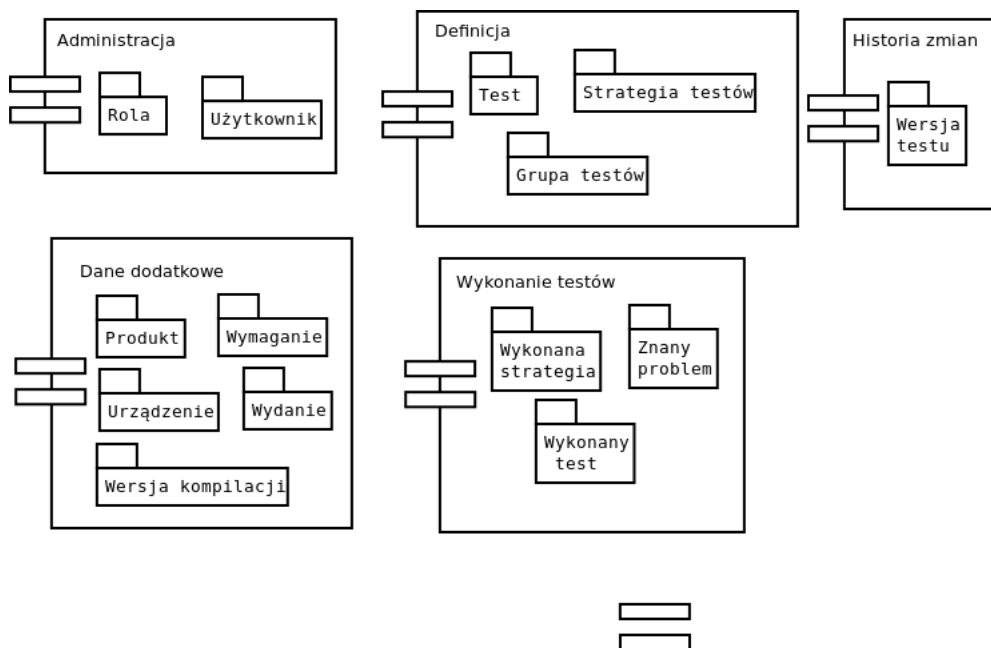 Administracja
Rola
Użytkownik
Definicja
Test
Strategia testów
Grupa testów
Historia zmian
Wersja
testu
Dane dodatkowe
Produkt
Wymaganie
Urządzenie
Wydanie
Wersja kompilacji
Wykonanie testów
Wykonana
strategia
Znany
problem
Wykonany
test